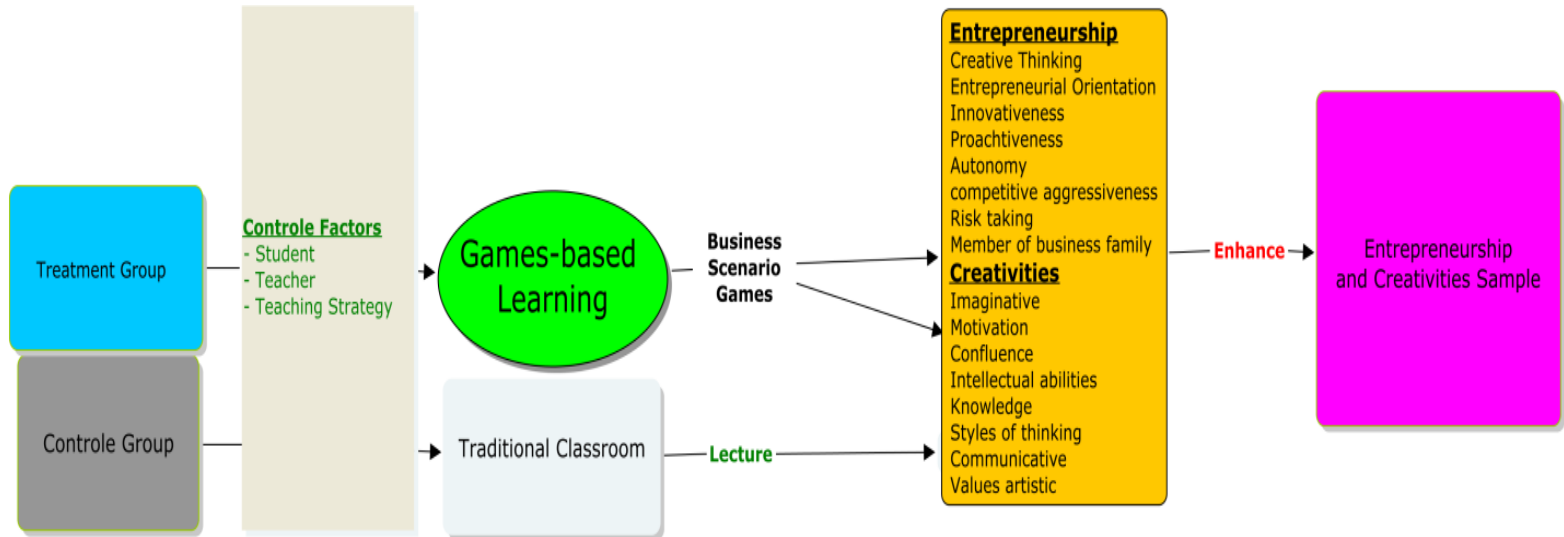 Treatment Group
Controle Group
Controle Factors
- Student
- Teacher
- Teaching Strategy
Games-based
Learning
Traditional Classroom
Business
Scenario
Games
Lecture
Entrepreneurship
Creative Thinking
Entrepreneurial Orientation
Innovativeness
Proachtiveness
Autonomy
competitive aggressiveness
Risk taking
Member of business family
Creativities
Imaginative
Motivation
Confluence
Intellectual abilities
Knowledge
Styles of thinking
Communicative
Values artistic
Enhance
Entrepreneurship
and Creativities Sample